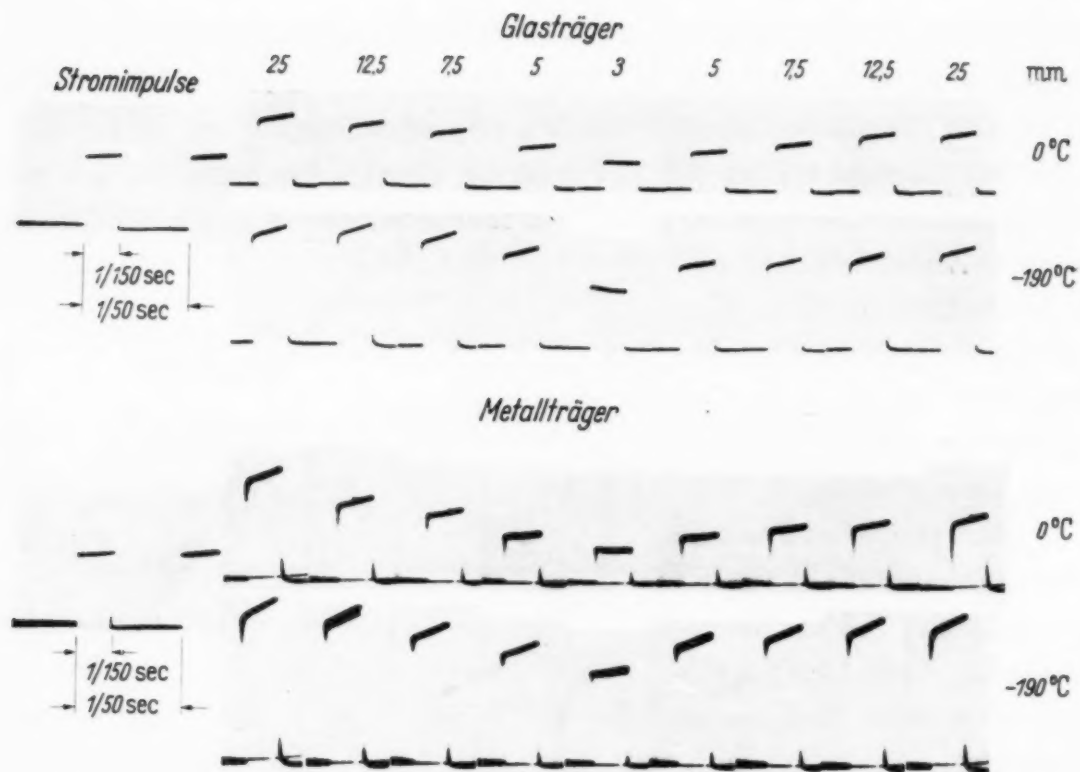 Glasträger
Stromimpulse
25 12,5 7,5 5 3 5 7,5 12,5 25 mm
0°C
-190°C
1/150 sec
1/50 sec
Metallträger
0°C
1/150 sec
1/50 sec
-190°C